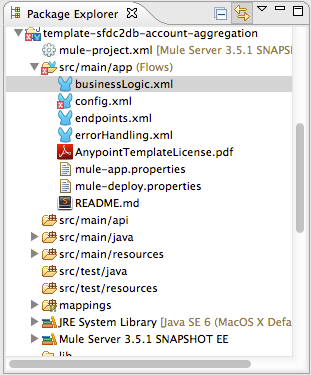 Package Explorer
template-sfdc2db-account-aggregation
mule-project.xml [Mule Server 3.5.1 SNAPS
src/main/app (Flows)
businessLogic.xml
config.xml
endpoints.xml
errorHandling.xml
AnypointTemplateLicense.pdf
mule-app.properties
mule-deploy.properties
README.md
src/main/api
src/main/java
src/main/resources
src/test/java
src/test/resources
mappings
JRE System Library [Java SE 6 (MacOS X Defa
Mule Server 3.5.1 SNAPSHOT EE
lib